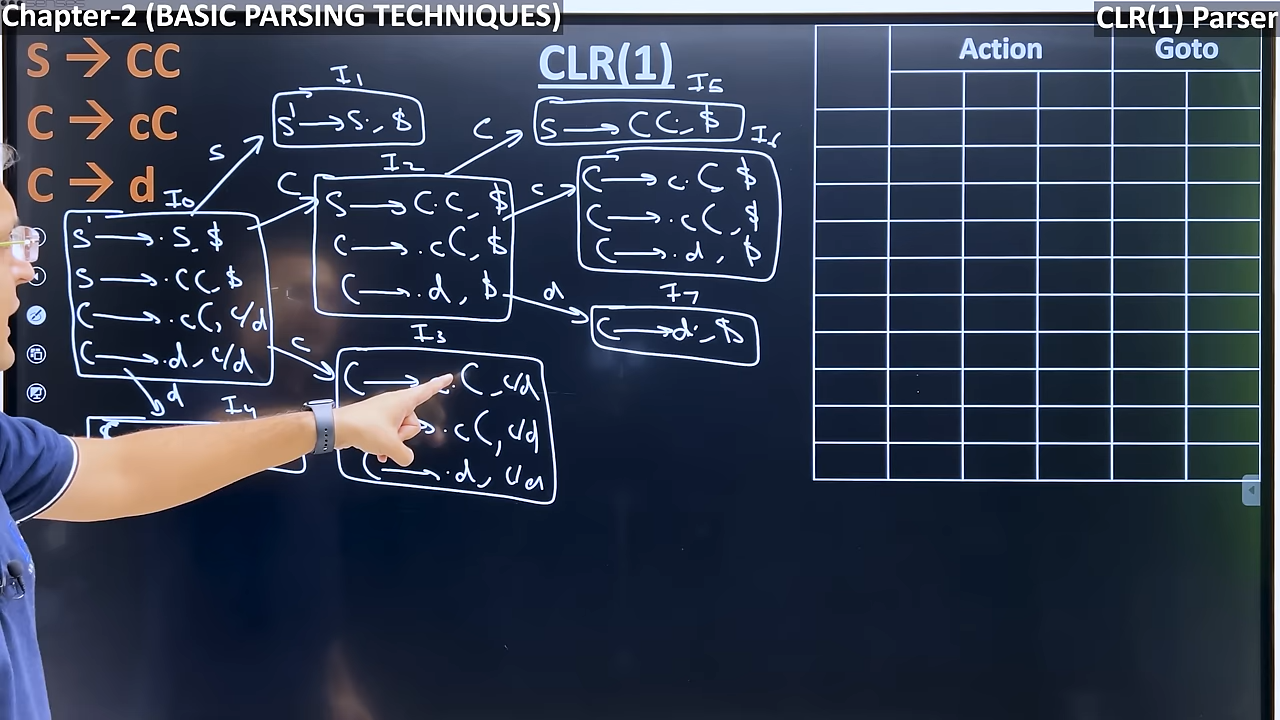 Chapter-2 (BASIC PARSING TECHNIQUES)
CLR(1) Parser
S → CC
C → cC
C → d
CLR(1)
Action Goto
I0
S' → .S, $
S → .CC, $
C → .cC, c/d
C → .d, c/d
S
C
c
d
I1
S' → S., $
I2
S → C.C, $
C → .cC, $
C → .d, $
C
c
d
I3
C → .C, c/d
→ .cC, c/d
C → .d, c/d
I4
I5
S → CC., $
I6
C → c.C, $
C → .cC, $
C → .d, $
I7
C → d., $